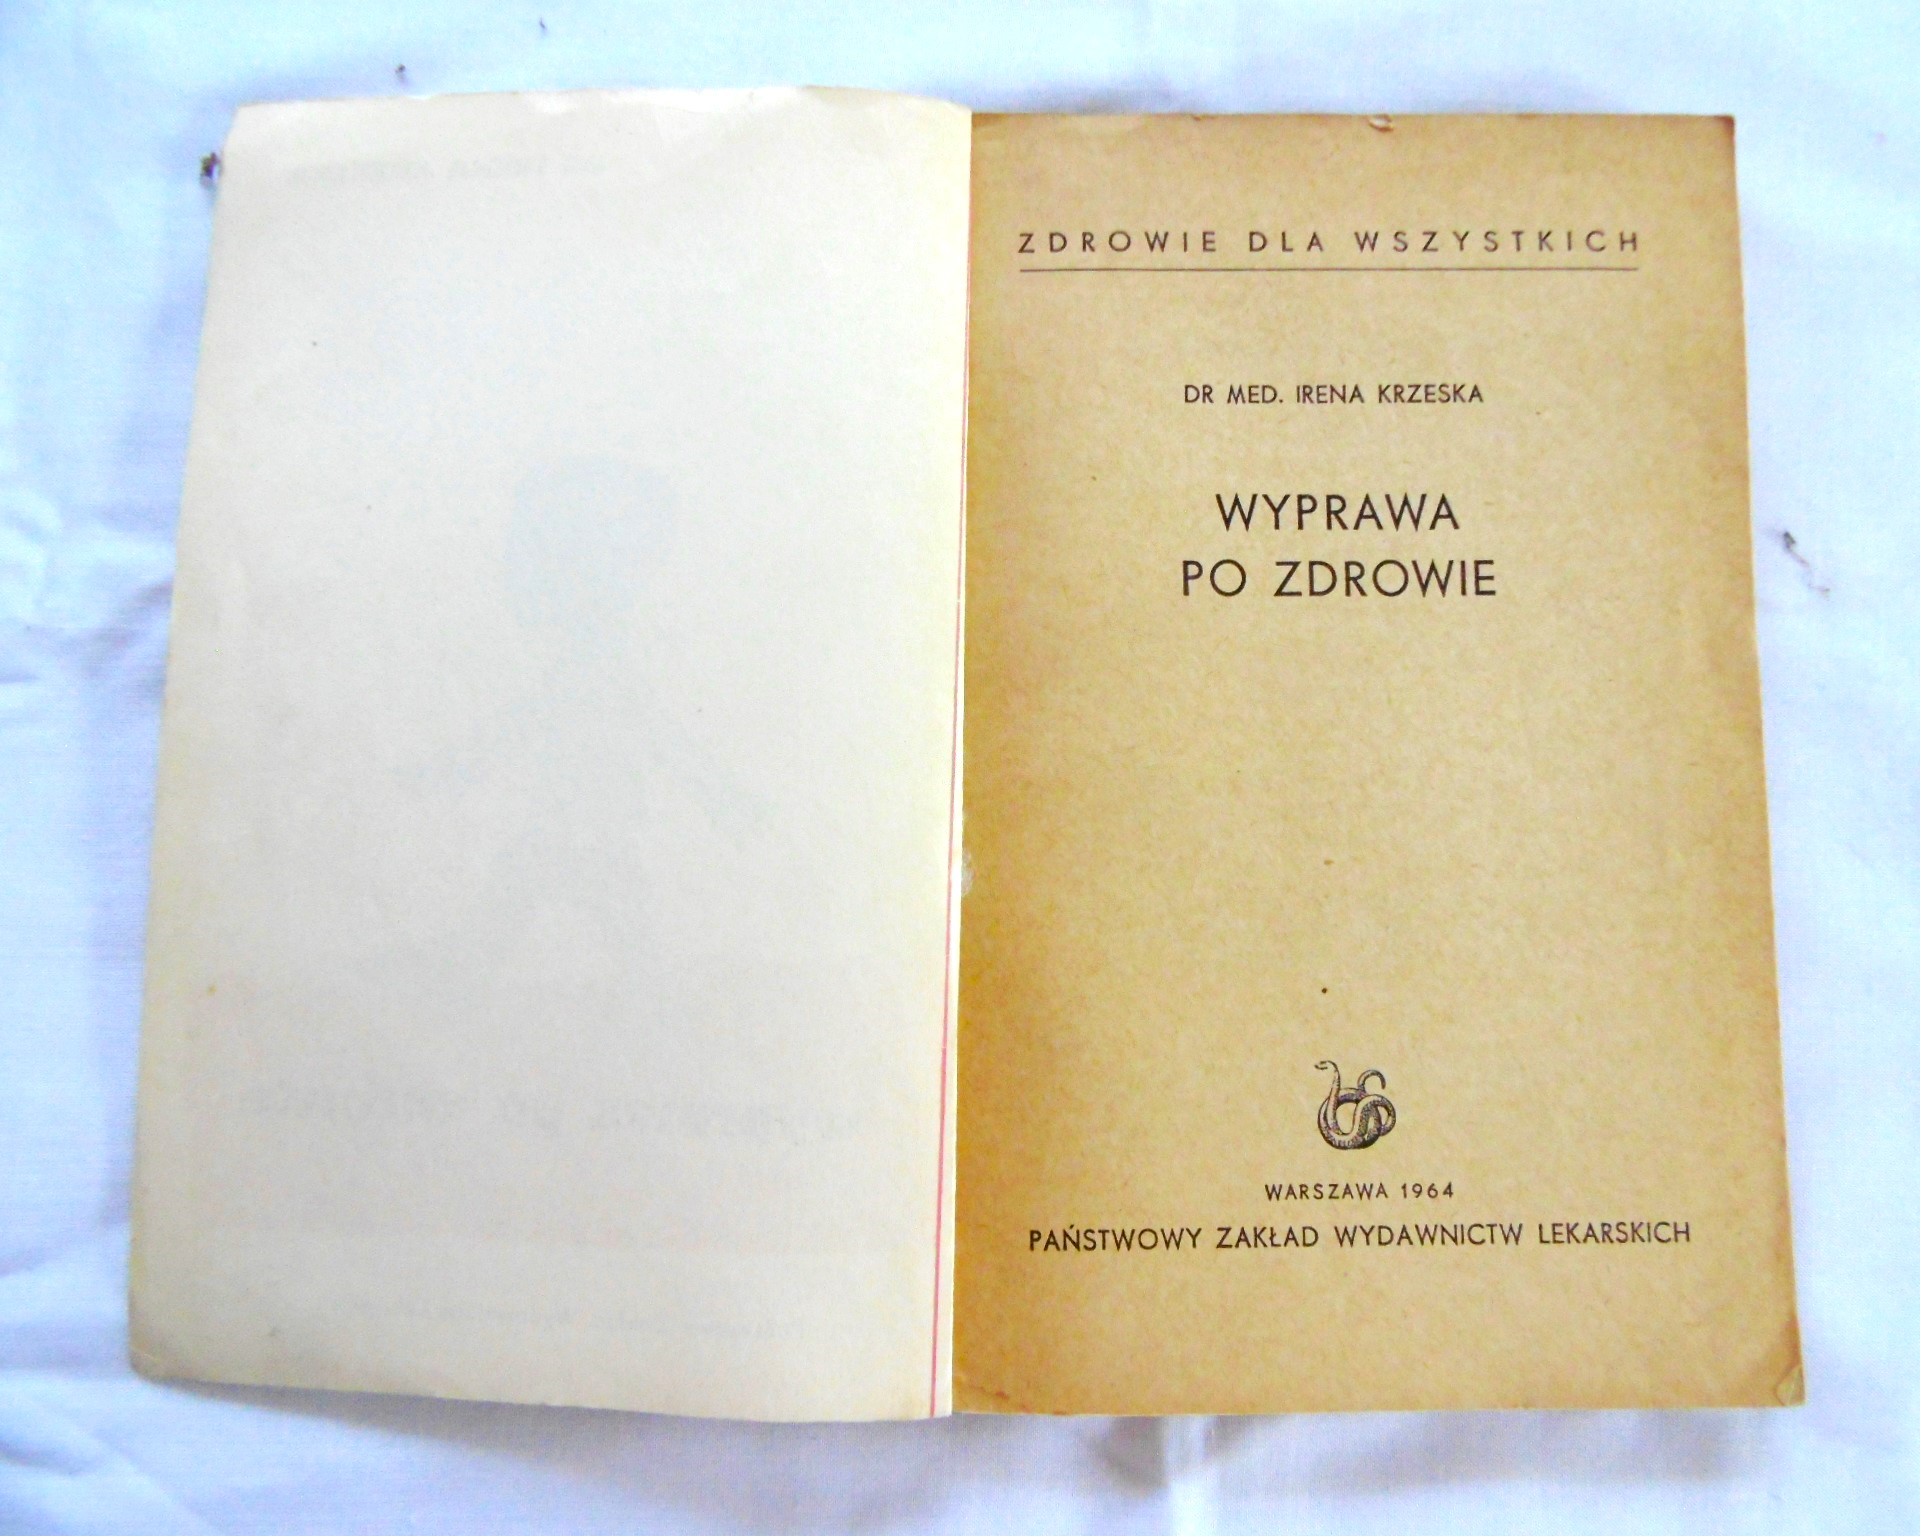 ZDROWIE DLA WSZYSTKICH
DR MED. IRENA KRZESKA
WYPRAWA
PO ZDROWIE
WARSZAWA 1964
PAŃSTWOWY ZAKŁAD WYDAWNICTW LEKARSKICH